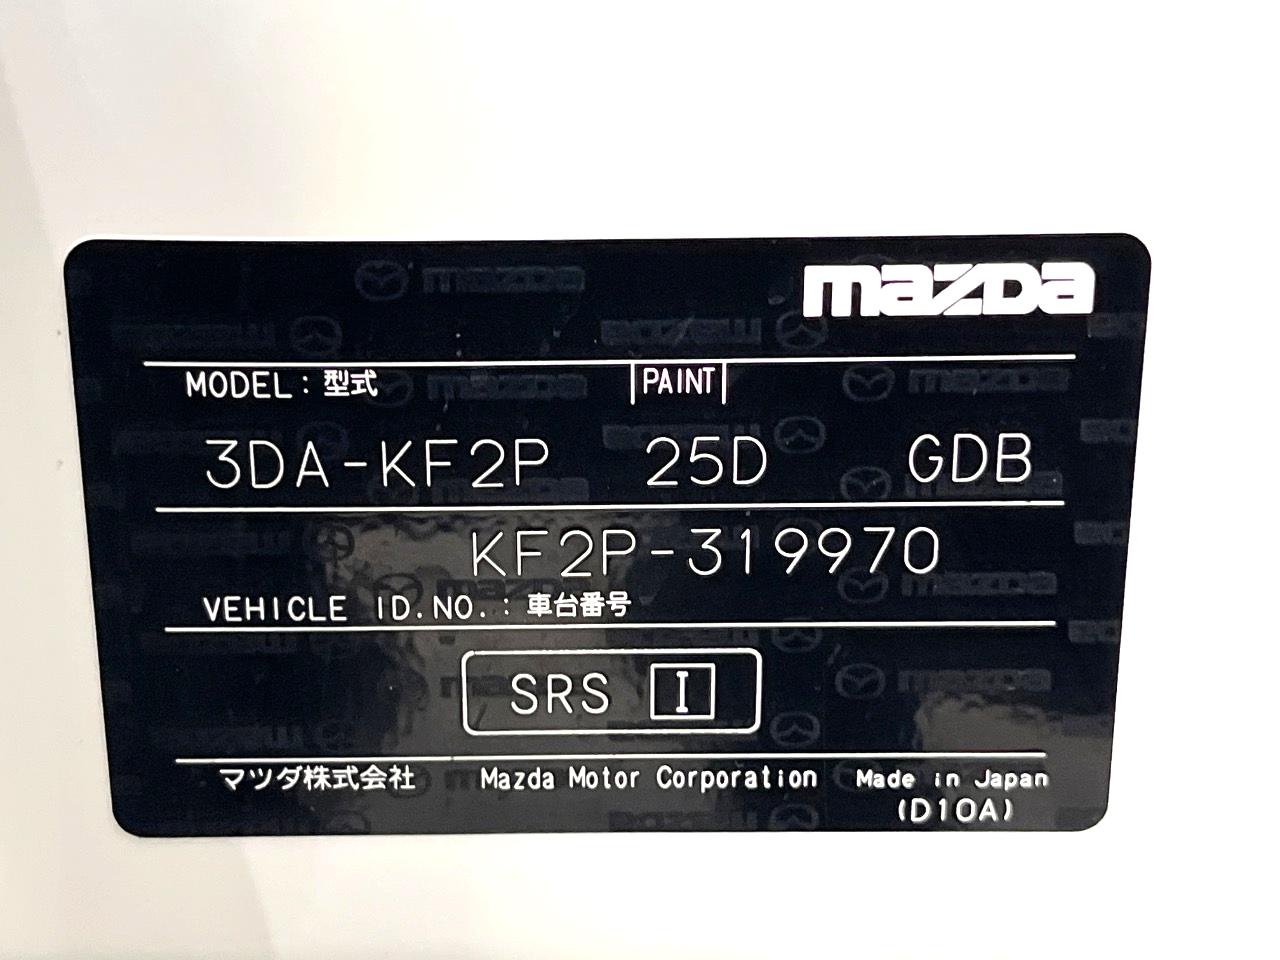 mazda
MODEL: 型式 PAINT
3DA-KF2P 25D GDB
KF2P-319970
VEHICLE ID.NO.: 車台番号
SRS I
マツダ株式会社 Mazda Motor Corporation Made in Japan
(D10A)